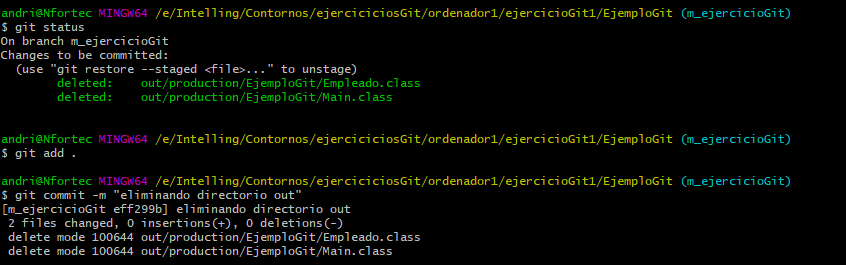 andri@Nfortec MINGW64 /e/Intelling/Contornos/ejerciciciosGit/ordenador1/ejercicioGit1/EjemploGit (m_ejercicioGit)
$ git status
On branch m_ejercicioGit
Changes to be committed:
  (use "git restore --staged <file>..." to unstage)
        deleted:    out/production/EjemploGit/Empleado.class
        deleted:    out/production/EjemploGit/Main.class
andri@Nfortec MINGW64 /e/Intelling/Contornos/ejerciciciosGit/ordenador1/ejercicioGit1/EjemploGit (m_ejercicioGit)
$ git add .
andri@Nfortec MINGW64 /e/Intelling/Contornos/ejerciciciosGit/ordenador1/ejercicioGit1/EjemploGit (m_ejercicioGit)
$ git commit -m "eliminando directorio out"
[m_ejercicioGit eff299b] eliminando directorio out
 2 files changed, 0 insertions(+), 0 deletions(-)
 delete mode 100644 out/production/EjemploGit/Empleado.class
 delete mode 100644 out/production/EjemploGit/Main.class